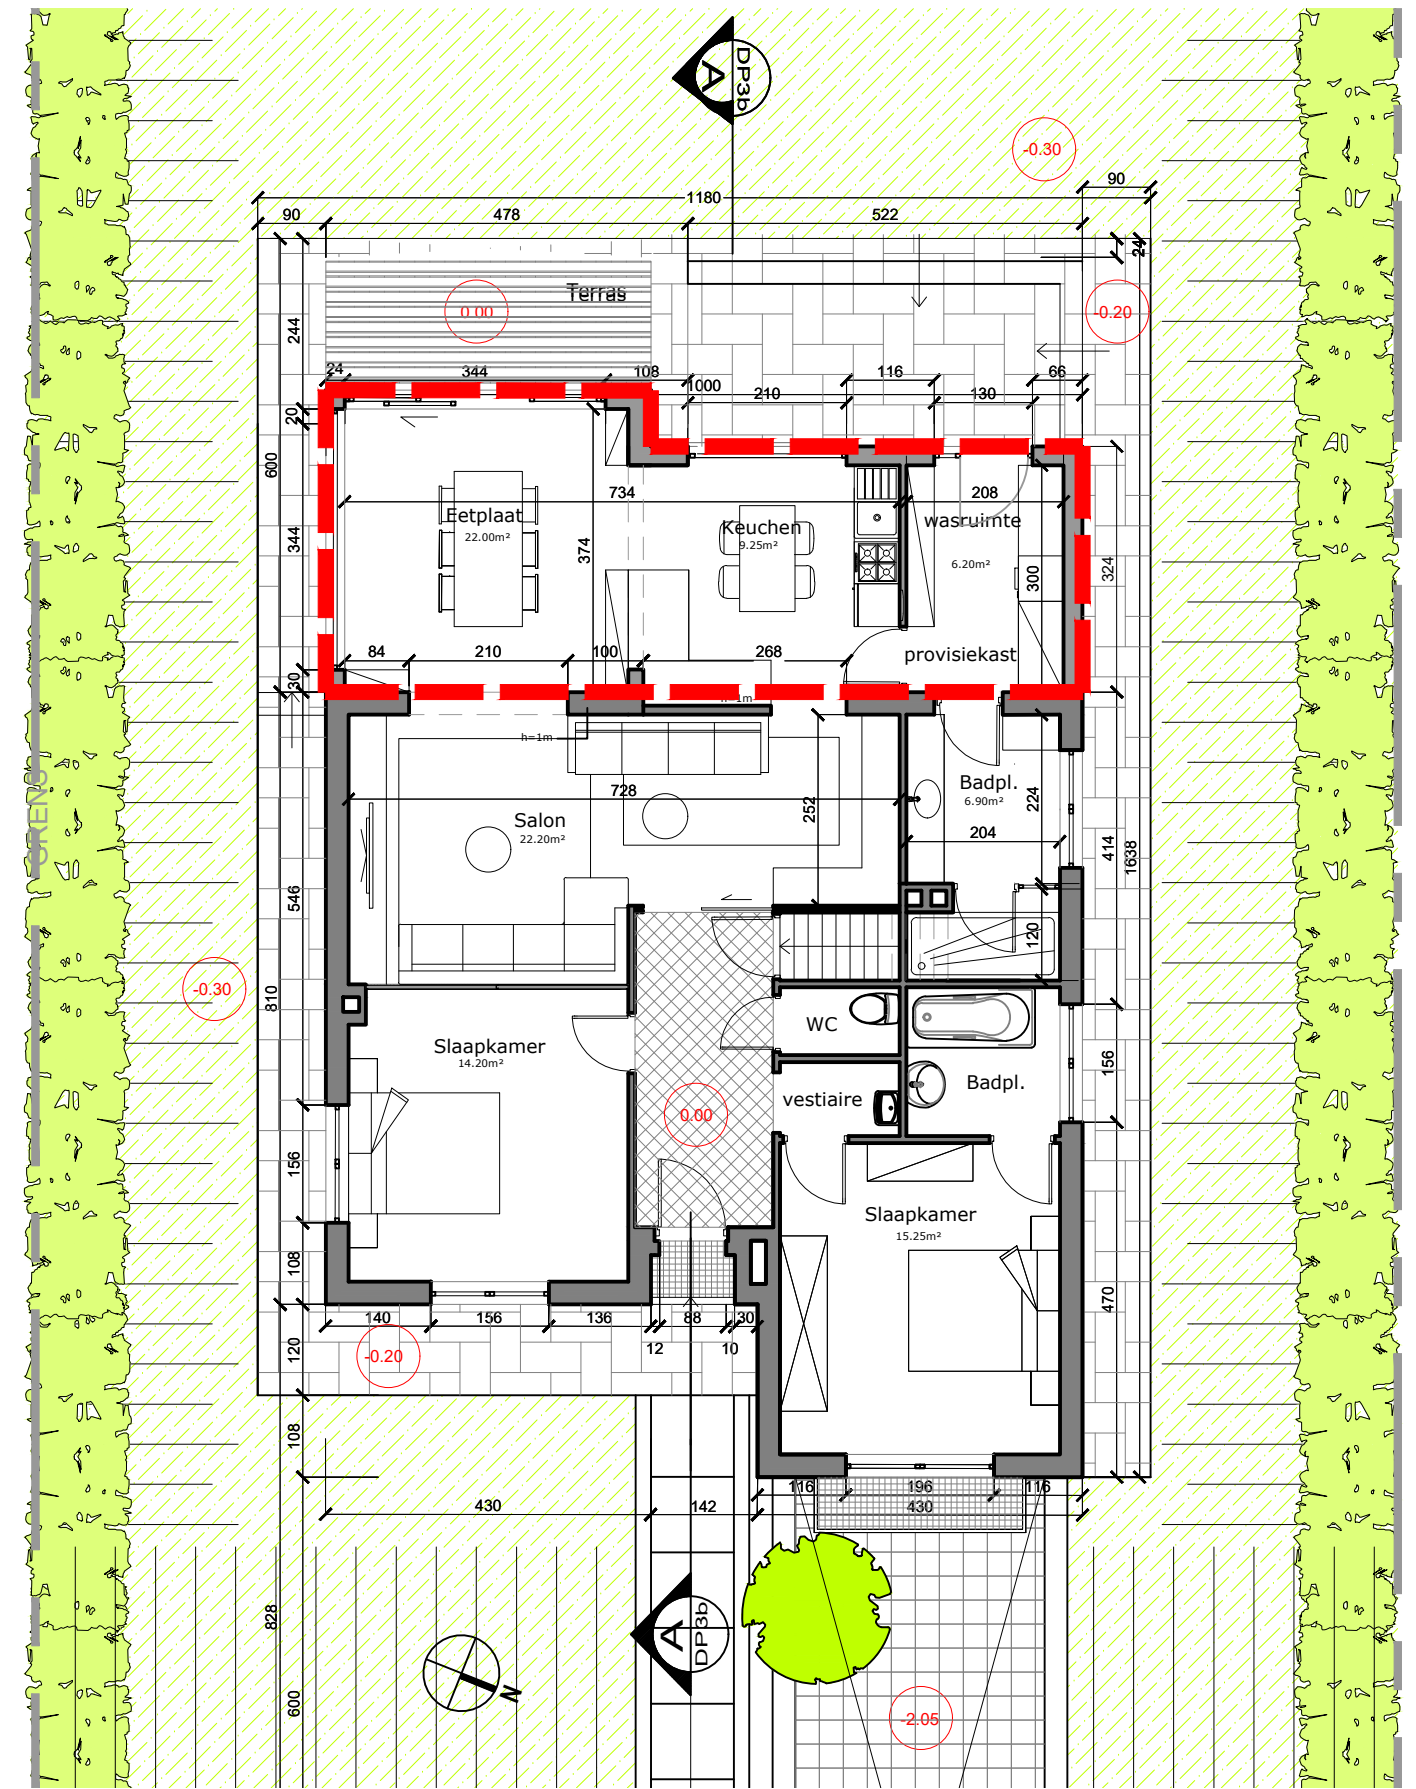 A
DP3b
-0.30
90
1180
90
478
522
24
Terras
0.00
-0.20
244
24
344
108
1000
116
66
210
130
20
600
734
208
Eetplaat
22.00m²
Keuchen
9.25m²
wasruimte
6.20m²
344
374
300
324
provisiekast
84
210
100
268
30
h=1m
h=1m
GRENS
728
252
Badpl.
6.90m²
224
Salon
22.20m²
204
414
1638
546
120
-0.30
810
WC
Slaapkamer
14.20m²
Badpl.
156
vestiaire
0.00
156
Slaapkamer
15.25m²
108
470
140
156
136
88
30
12
10
-0.20
120
108
116
196
116
430
142
430
828
A
DP3b
N
600
-2.05